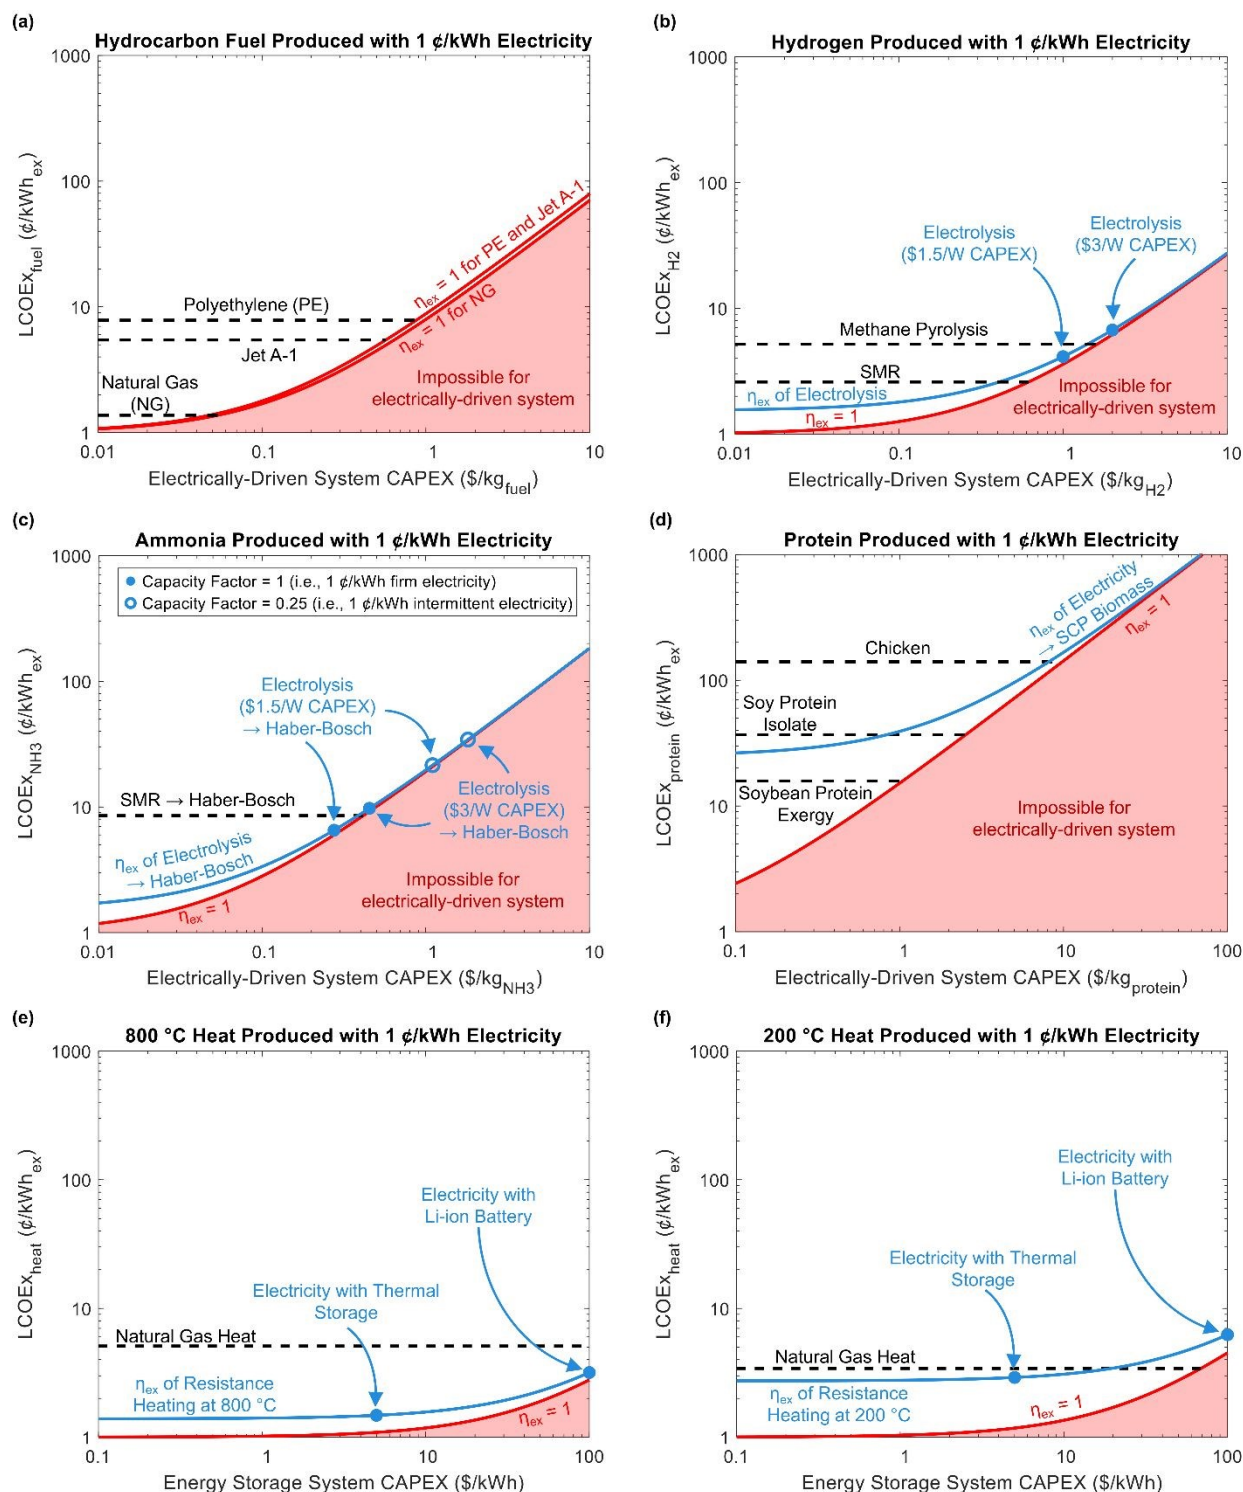 (a)
Hydrocarbon Fuel Produced with 1 ¢/kWh Electricity
LCOEx_fuel (¢/kWh_ex)
1000
100
10
1
Polyethylene (PE)
Jet A-1
Natural Gas
(NG)
η_ex = 1 for PE and Jet A-1
η_ex = 1 for NG
Impossible for
electrically-driven system
0.01
0.1
1
10
Electrically-Driven System CAPEX ($/kg_fuel)
(b)
Hydrogen Produced with 1 ¢/kWh Electricity
LCOEx_H2 (¢/kWh_ex)
1000
100
10
1
Electrolysis
($1.5/W CAPEX)
Electrolysis
($3/W CAPEX)
Methane Pyrolysis
SMR
η_ex of Electrolysis
η_ex = 1
Impossible for
electrically-driven system
0.01
0.1
1
10
Electrically-Driven System CAPEX ($/kg_H2)
(c)
Ammonia Produced with 1 ¢/kWh Electricity
LCOEx_NH3 (¢/kWh_ex)
1000
100
10
1
Capacity Factor = 1 (i.e., 1 ¢/kWh firm electricity)
Capacity Factor = 0.25 (i.e., 1 ¢/kWh intermittent electricity)
Electrolysis
($1.5/W CAPEX)
→ Haber-Bosch
SMR → Haber-Bosch
Electrolysis
($3/W CAPEX)
→ Haber-Bosch
η_ex of Electrolysis
→ Haber-Bosch
η_ex = 1
Impossible for
electrically-driven system
0.01
0.1
1
10
Electrically-Driven System CAPEX ($/kg_NH3)
(d)
Protein Produced with 1 ¢/kWh Electricity
LCOEx_protein (¢/kWh_ex)
1000
100
10
1
Chicken
Soy Protein
Isolate
Soybean Protein
Exergy
η_ex of Electricity
→ SCP Biomass
η_ex = 1
Impossible for
electrically-driven system
0.1
1
10
100
Electrically-Driven System CAPEX ($/kg_protein)
(e)
800 °C Heat Produced with 1 ¢/kWh Electricity
LCOEx_heat (¢/kWh_ex)
1000
100
10
1
Electricity with
Li-ion Battery
Electricity with Thermal
Storage
Natural Gas Heat
η_ex of Resistance
Heating at 800 °C
η_ex = 1
0.1
1
10
100
Energy Storage System CAPEX ($/kWh)
(f)
200 °C Heat Produced with 1 ¢/kWh Electricity
LCOEx_heat (¢/kWh_ex)
1000
100
10
1
Electricity with
Li-ion Battery
Electricity with Thermal
Storage
Natural Gas Heat
η_ex of Resistance
Heating at 200 °C
η_ex = 1
0.1
1
10
100
Energy Storage System CAPEX ($/kWh)